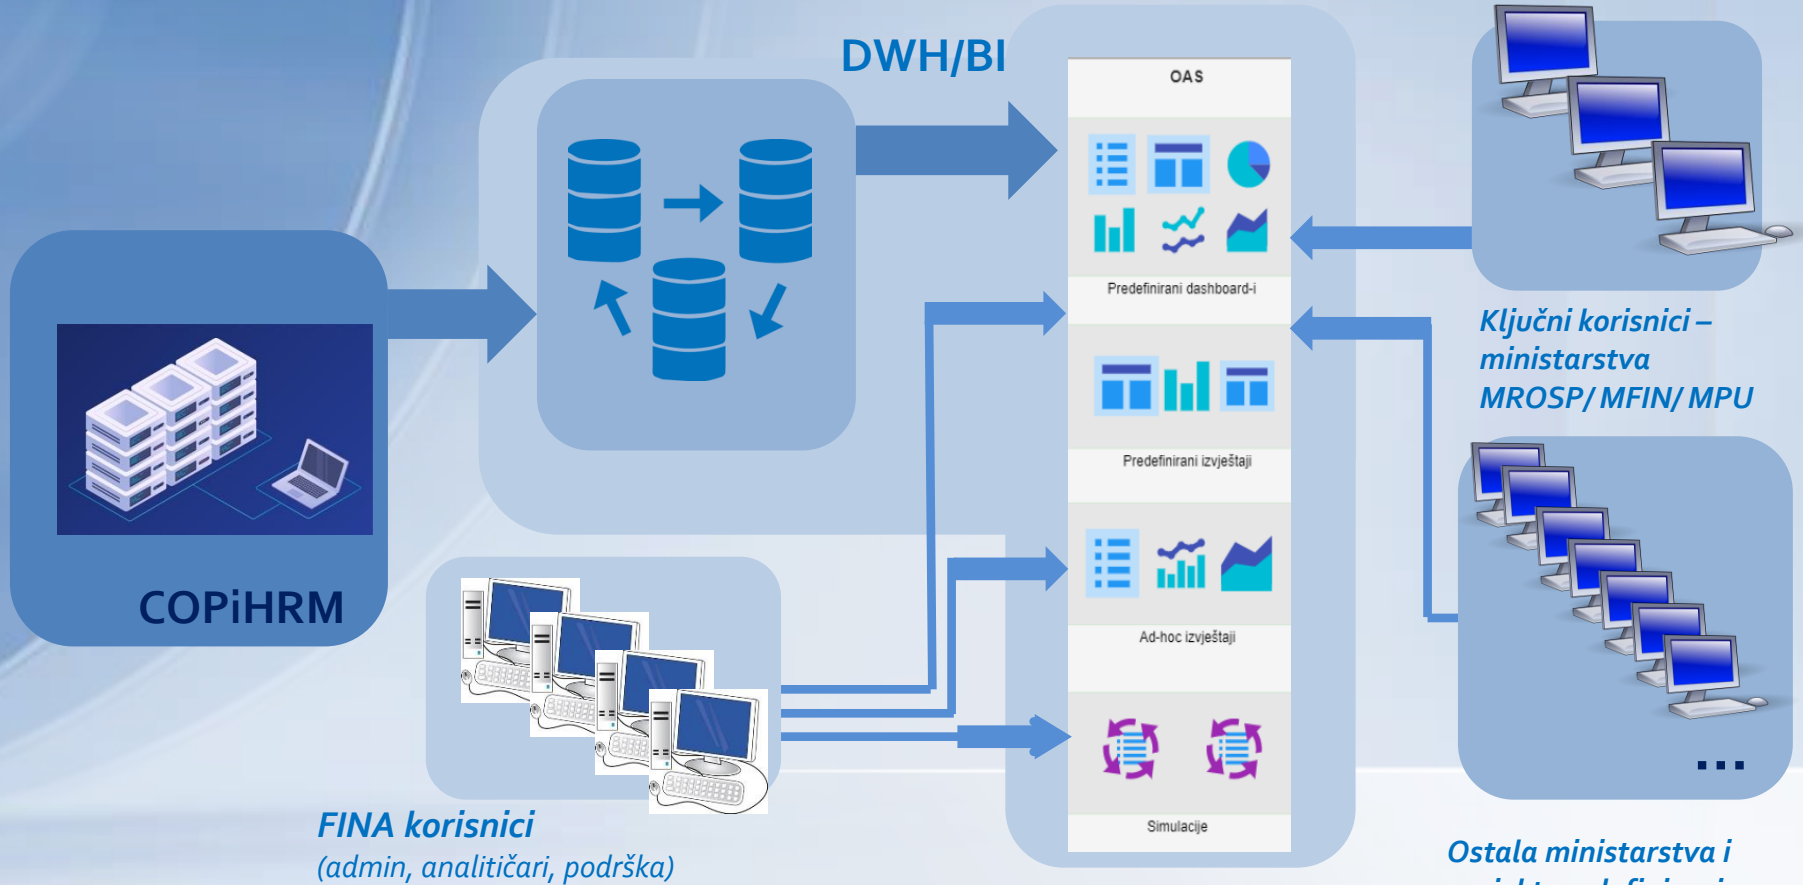 DWH/BI
OAS
Predefinirani dashboard-i
Predefinirani izvještaji
Ad-hoc izvještaji
Simulacije
COPiHRM
FINA korisnici
(admin, analitičari, podrška)
Ključni korisnici –
ministarstva
MROSP/ MFIN/ MPU
...
Ostala ministarstva i